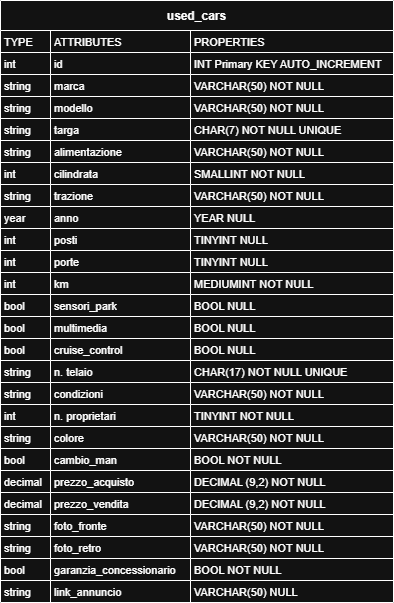 used_cars
TYPE ATTRIBUTES PROPERTIES
int id INT Primary KEY AUTO_INCREMENT
string marca VARCHAR(50) NOT NULL
string modello VARCHAR(50) NOT NULL
string targa CHAR(7) NOT NULL UNIQUE
string alimentazione VARCHAR(50) NOT NULL
int cilindrata SMALLINT NOT NULL
string trazione VARCHAR(50) NOT NULL
year anno YEAR NULL
int posti TINYINT NULL
int porte TINYINT NULL
int km MEDIUMINT NOT NULL
bool sensori_park BOOL NULL
bool multimedia BOOL NULL
bool cruise_control BOOL NULL
string n. telaio CHAR(17) NOT NULL UNIQUE
string condizioni VARCHAR(50) NOT NULL
int n. proprietari TINYINT NOT NULL
string colore VARCHAR(50) NOT NULL
bool cambio_man BOOL NOT NULL
decimal prezzo_acquisto DECIMAL (9,2) NOT NULL
decimal prezzo_vendita DECIMAL (9,2) NOT NULL
string foto_fronte VARCHAR(50) NOT NULL
string foto_retro VARCHAR(50) NOT NULL
bool garanzia_concessionario BOOL NOT NULL
string link_annuncio VARCHAR(50) NULL